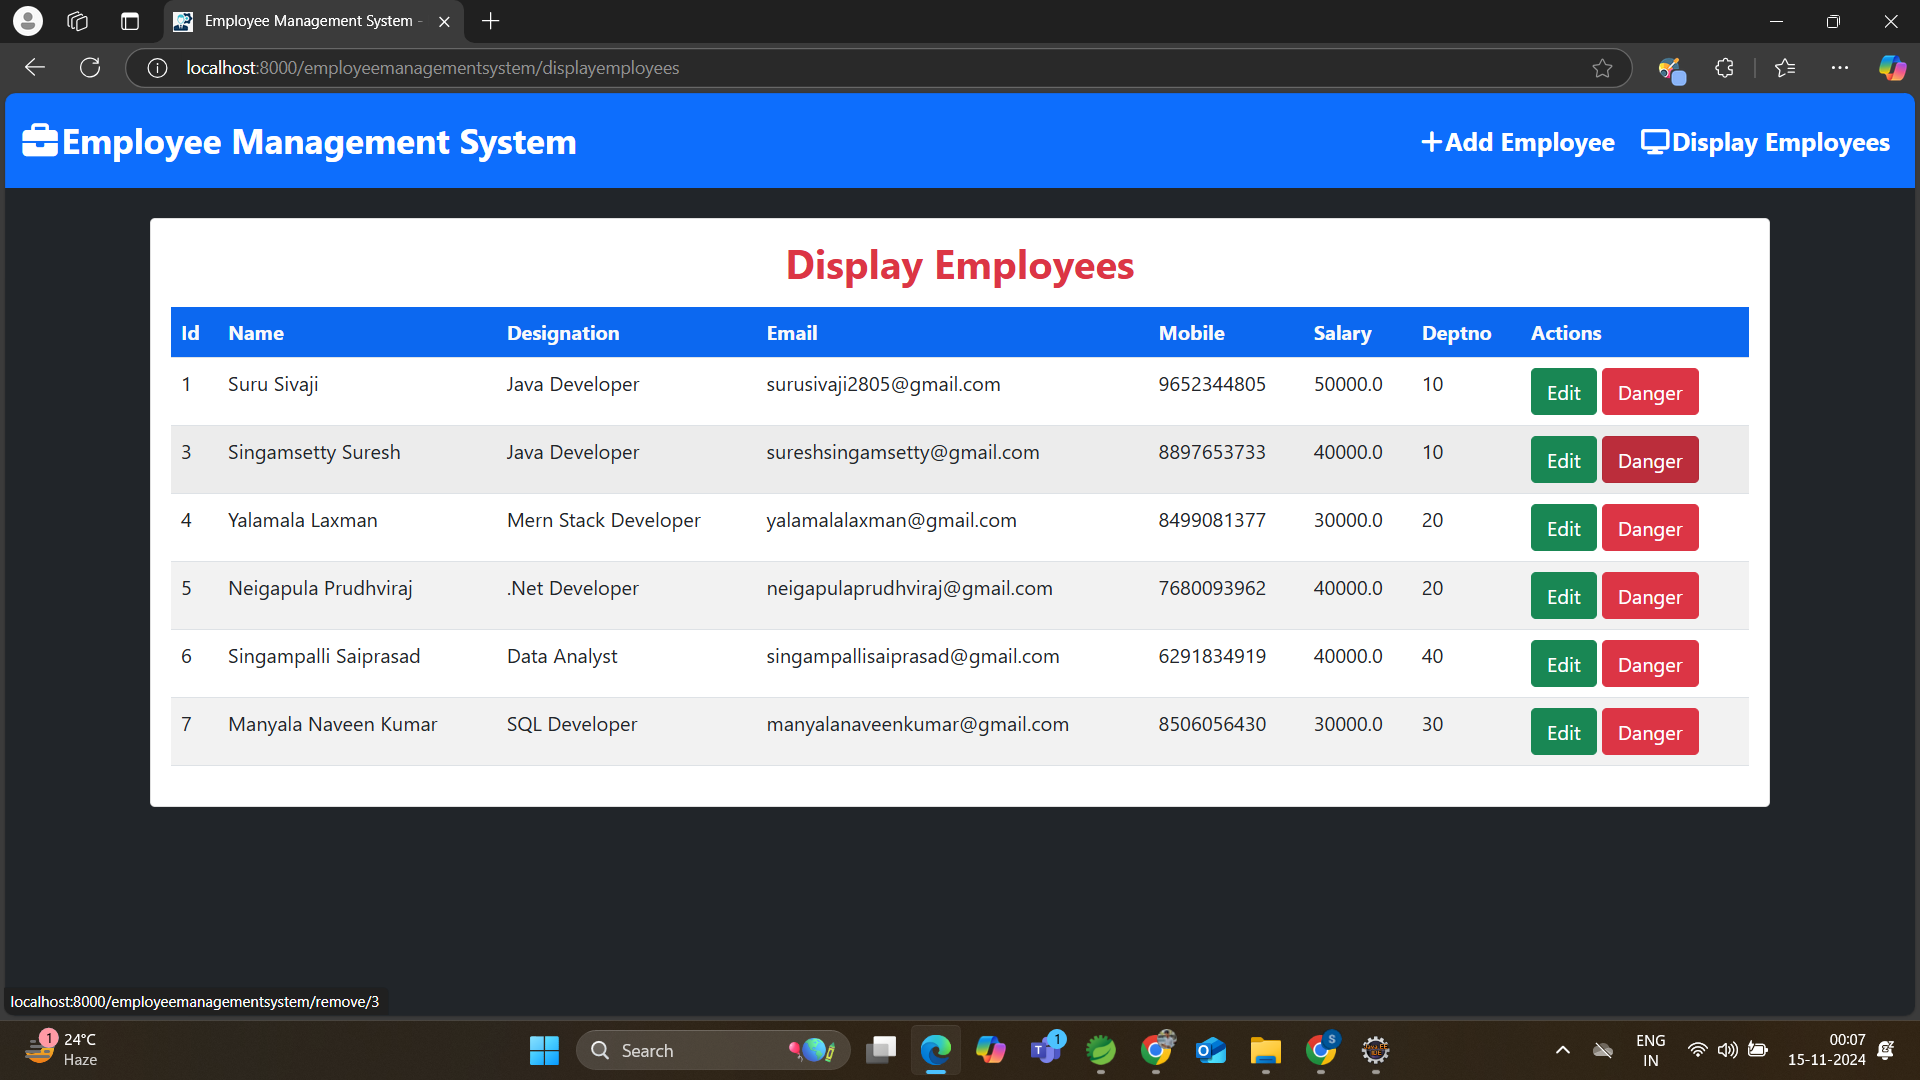 Employee Management System -
localhost:8000/employeemanagementsystem/displayemployees
Employee Management System
Add Employee Display Employees
Display Employees
Id Name Designation Email Mobile Salary Deptno Actions
1 Suru Sivaji Java Developer surusivaji2805@gmail.com 9652344805 50000.0 10 Edit Danger
3 Singamsetty Suresh Java Developer sureshsingamsetty@gmail.com 8897653733 40000.0 10 Edit Danger
4 Yalamala Laxman Mern Stack Developer yalamalalaxman@gmail.com 8499081377 30000.0 20 Edit Danger
5 Neigapula Prudhviraj .Net Developer neigapulaprudhviraj@gmail.com 7680093962 40000.0 20 Edit Danger
6 Singampalli Saiprasad Data Analyst singampallisaiprasad@gmail.com 6291834919 40000.0 40 Edit Danger
7 Manyala Naveen Kumar SQL Developer manyalanaveenkumar@gmail.com 8506056430 30000.0 30 Edit Danger
localhost:8000/employeemanagementsystem/remove/3
1 24°C
Haze
Search
1
S
ENG
IN
00:07
15-11-2024